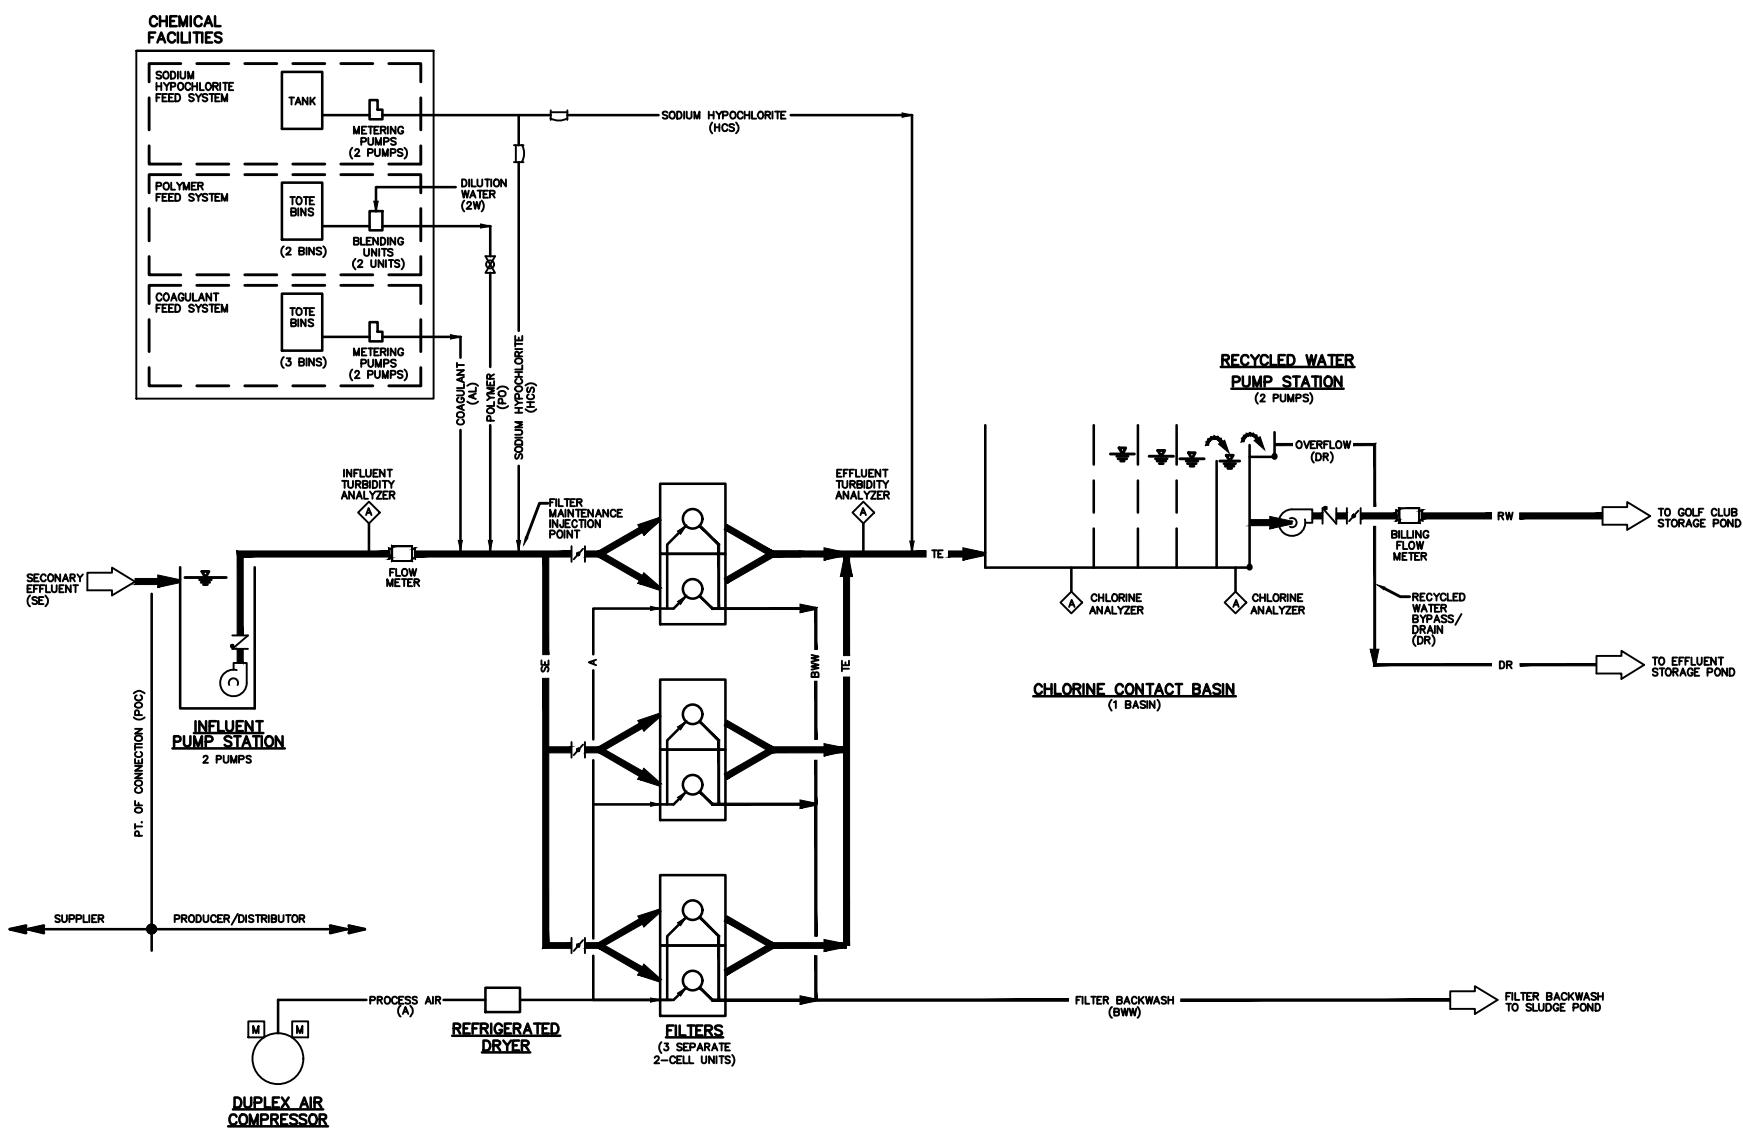 CHEMICAL
FACILITIES
SODIUM
HYPOCHLORITE
FEED SYSTEM
TANK
METERING
PUMPS
(2 PUMPS)
SODIUM HYPOCHLORITE
(HCS)
POLYMER
FEED SYSTEM
TOTE
BINS
(2 BINS)
BLENDING
UNITS
(2 UNITS)
DILUTION
WATER
(2W)
COAGULANT
FEED SYSTEM
TOTE
BINS
(3 BINS)
METERING
PUMPS
(2 PUMPS)
COAGULANT
(AL)
POLYMER
(PO)
SODIUM HYPOCHLORITE
(HCS)
RECYCLED WATER
PUMP STATION
(2 PUMPS)
OVERFLOW
(DR)
INFLUENT
TURBIDITY
ANALYZER
A
FILTER
MAINTENANCE
INJECTION
POINT
EFFLUENT
TURBIDITY
ANALYZER
A
RW
TO GOLF CLUB
STORAGE POND
BILLING
FLOW
METER
FLOW
METER
TE
SECONARY
EFFLUENT
(SE)
A
CHLORINE
ANALYZER
A
CHLORINE
ANALYZER
RECYCLED
WATER
BYPASS/
DRAIN
(DR)
SE
A
BWW
TE
DR
TO EFFLUENT
STORAGE POND
CHLORINE CONTACT BASIN
(1 BASIN)
INFLUENT
PUMP STATION
2 PUMPS
PT. OF CONNECTION (POC)
SUPPLIER
PRODUCER/DISTRIBUTOR
PROCESS AIR
(A)
REFRIGERATED
DRYER
FILTERS
(3 SEPARATE
2-CELL UNITS)
FILTER BACKWASH
(BWW)
FILTER BACKWASH
TO SLUDGE POND
M
M
DUPLEX AIR
COMPRESSOR